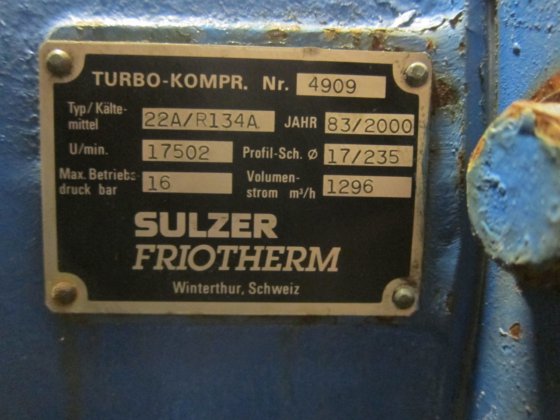 TURBO-KOMPR. Nr. 4909
Typ/Kälte-
mittel 22A/R134A JAHR 83/2000
U/min. 17502 Profil-Sch. Ø 17/235
Max. Betriebs-
druck bar 16 Volumen-
strom m³/h 1296
SULZER
FRIOTHERM
Winterthur, Schweiz